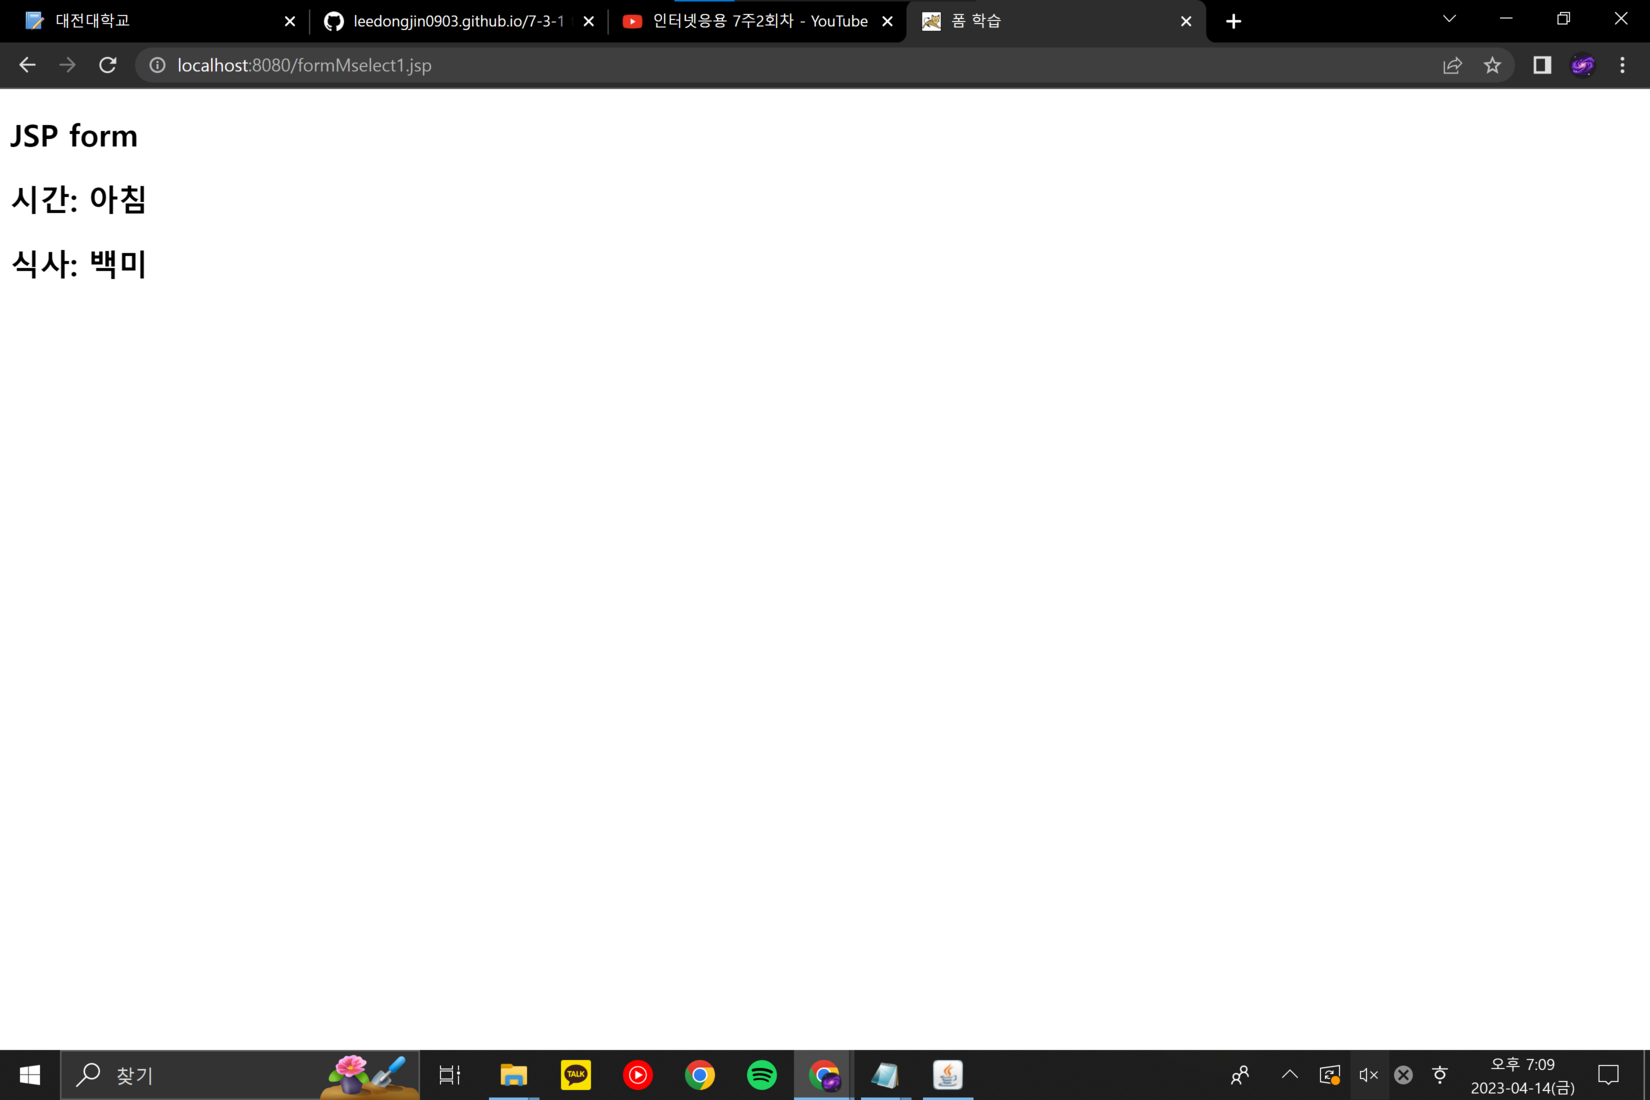 대전대학교
leedongjin0903.github.io/7-3-1
인터넷응용 7주2회차 - YouTube
폼 학습
localhost:8080/formMselect1.jsp
JSP form
시간: 아침
식사: 백미
찾기
TALK
오후 7:09
2023-04-14(금)